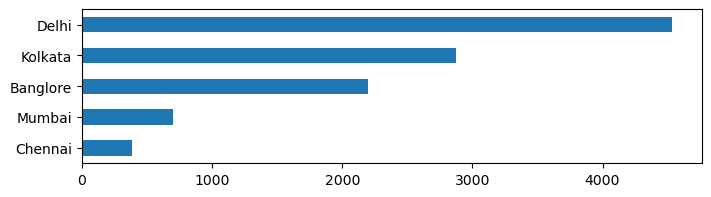 Delhi
Kolkata
Banglore
Mumbai
Chennai
0 1000 2000 3000 4000